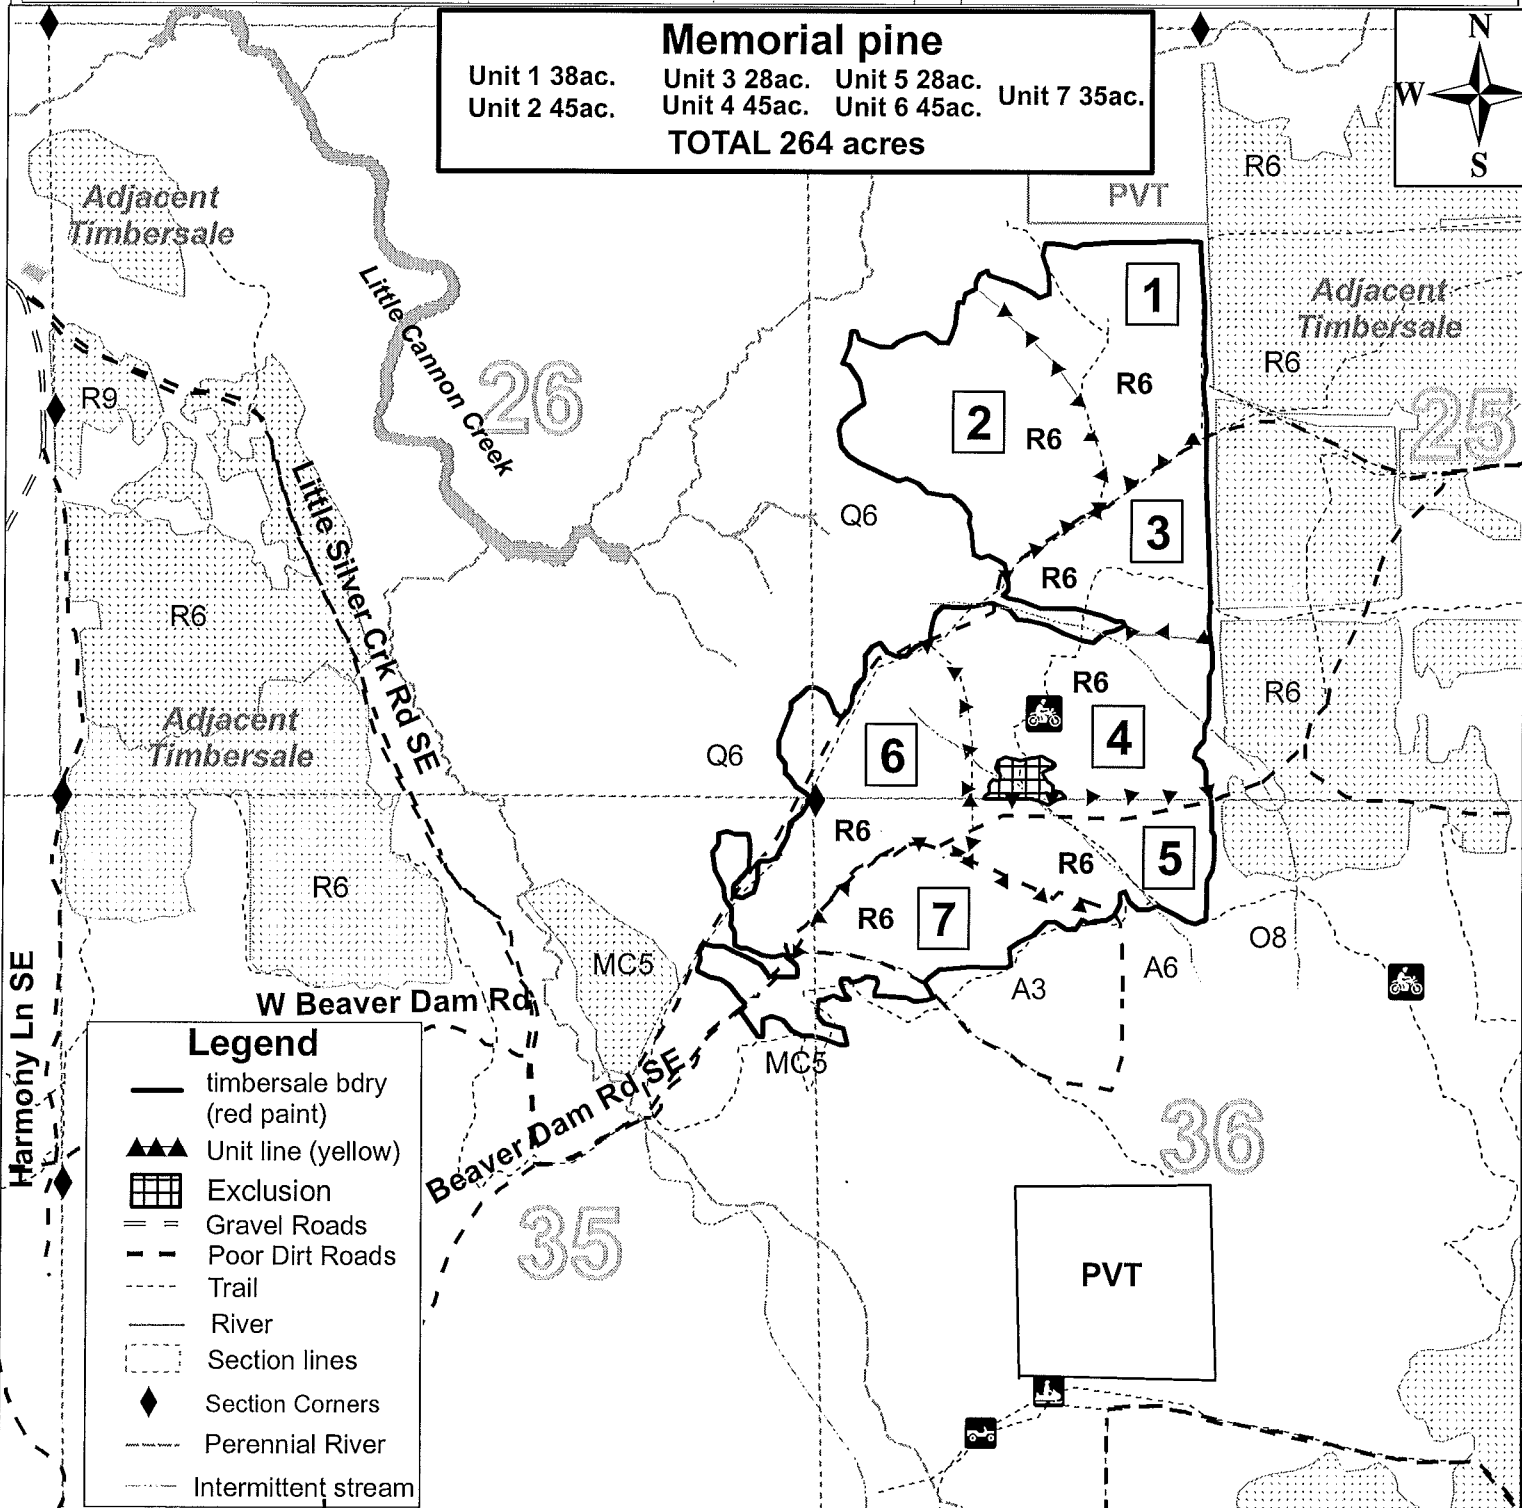 Memorial pine
Unit 1 38ac. Unit 3 28ac. Unit 5 28ac. Unit 7 35ac.
Unit 2 45ac. Unit 4 45ac. Unit 6 45ac.
TOTAL 264 acres
N
W
S
PVT
R6
Adjacent
Timbersale
Adjacent
Timbersale
1
R6
R6
25
Little Cannon Creek
26
R9
2
R6
Q6
3
R6
Little Silver Crk Rd SE
R6
R6
R6
4
Adjacent
Timbersale
Q6
6
R6
R6
5
R6
R6
7
O8
A6
A3
MC5
MC5
W Beaver Dam Rd
Beaver Dam Rd SE
Harmony Ln SE
36
35
PVT
Legend
timbersale bdry
(red paint)
Unit line (yellow)
Exclusion
Gravel Roads
Poor Dirt Roads
Trail
River
Section lines
Section Corners
Perennial River
Intermittent stream